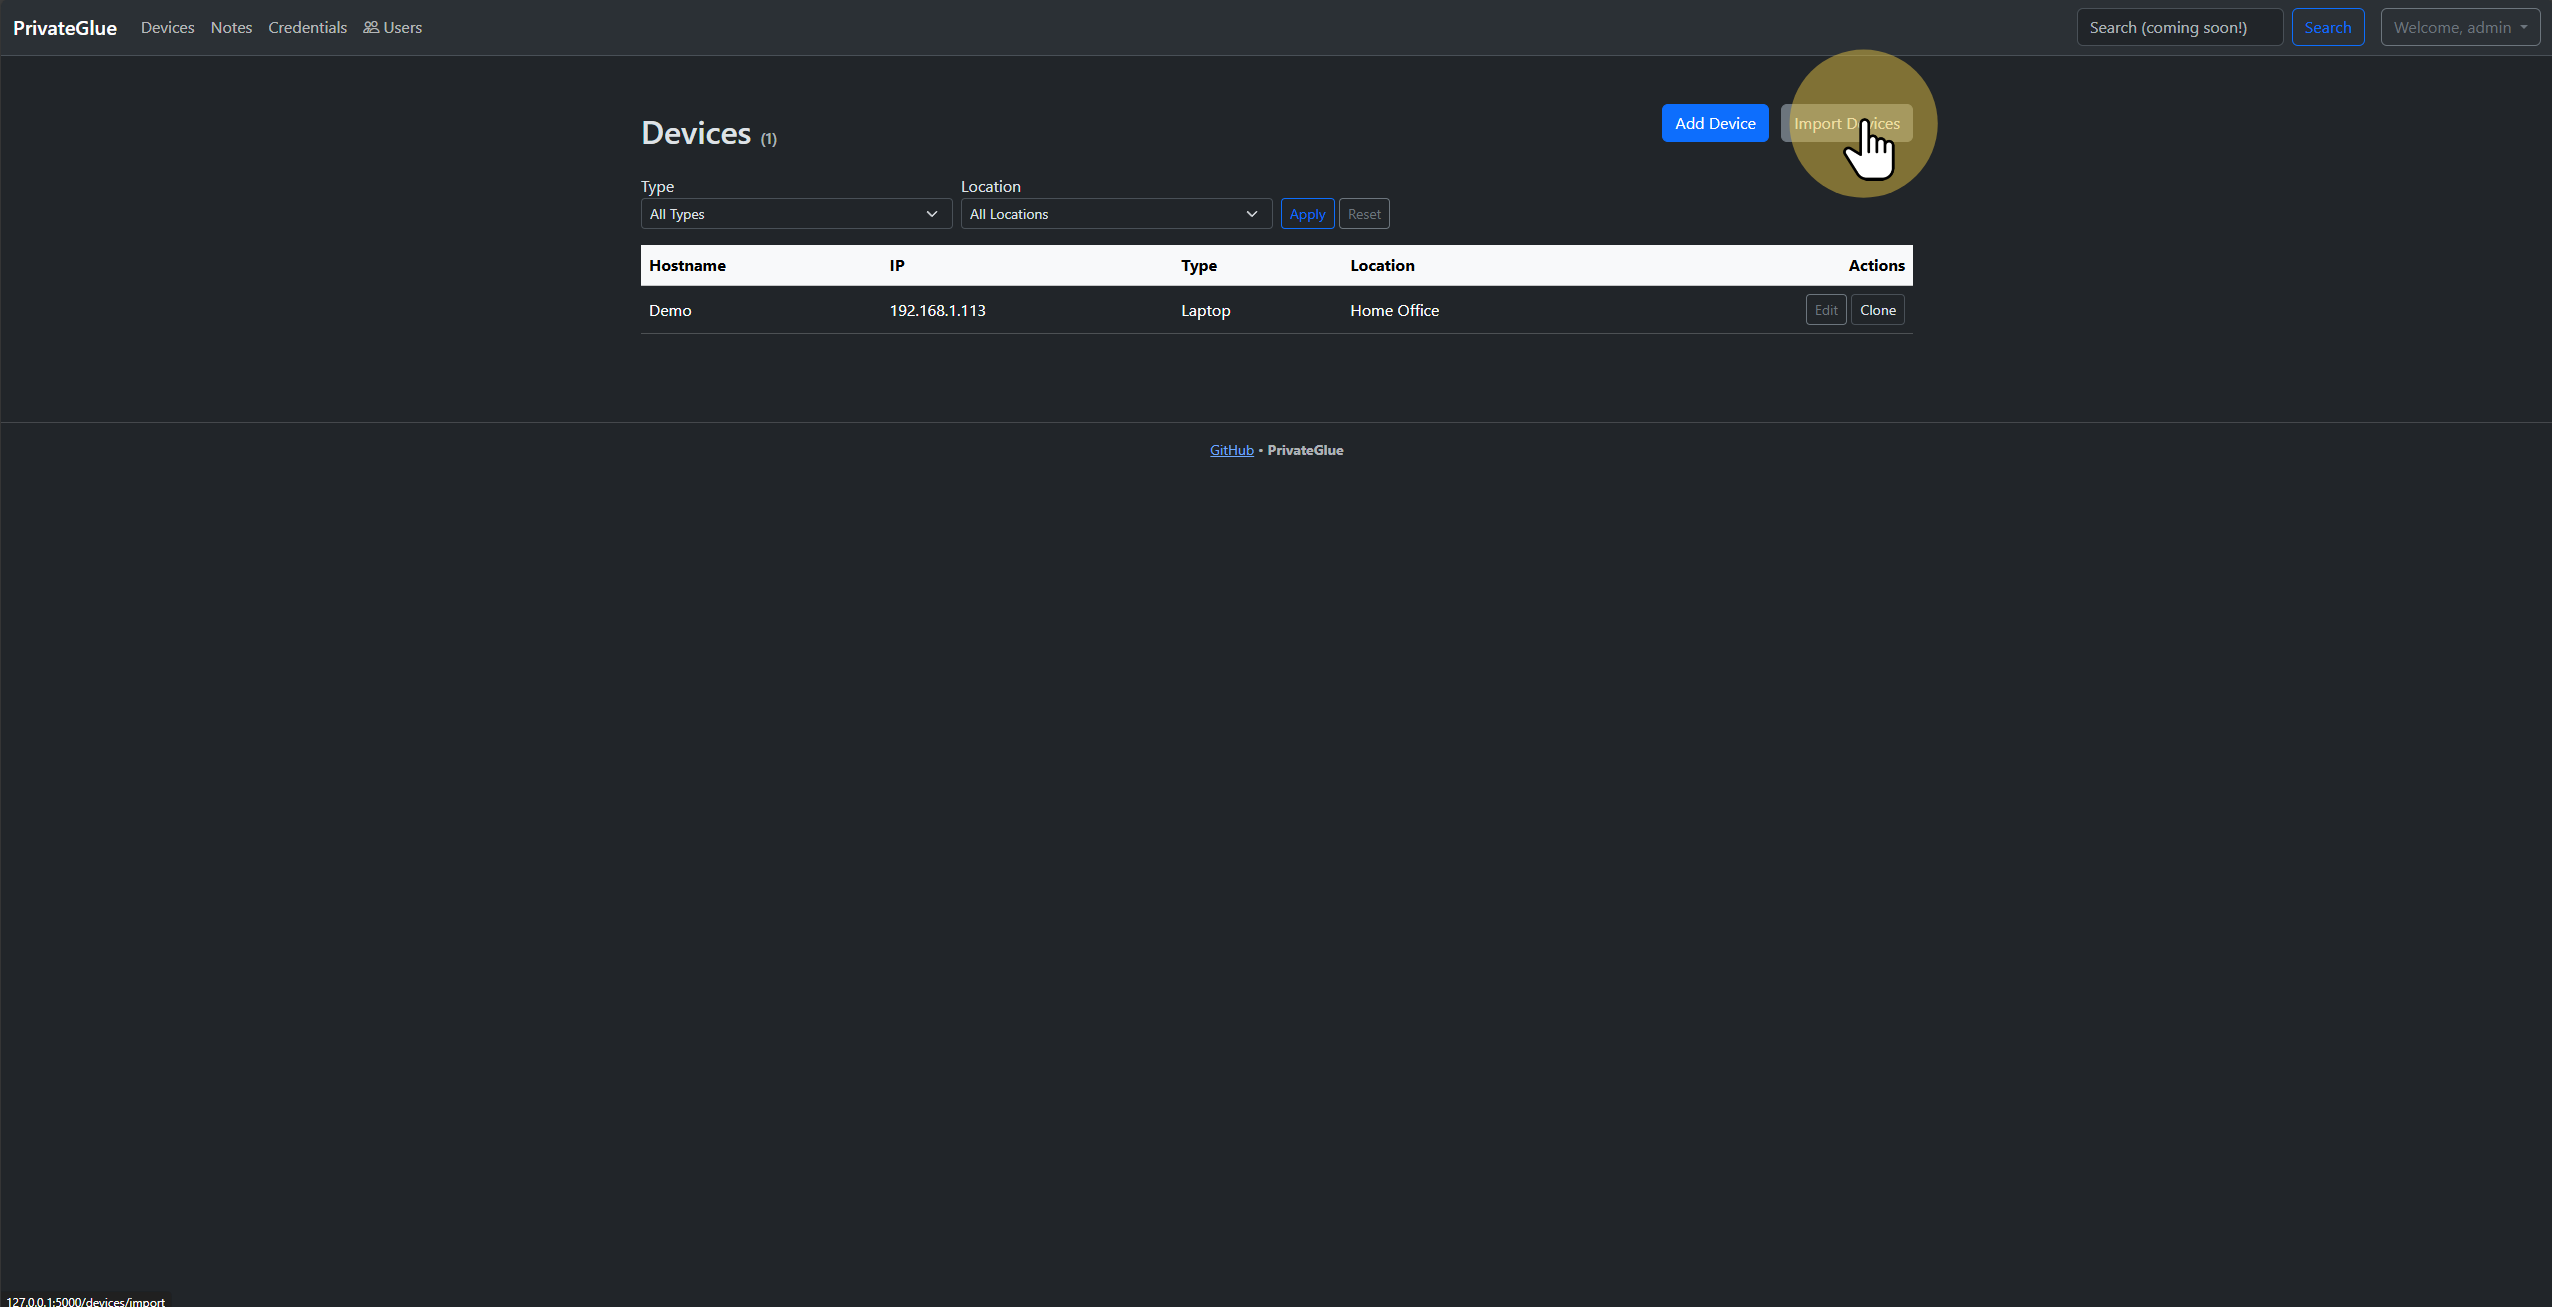 PrivateGlue Devices Notes Credentials Users Search (coming soon!) Search Welcome, admin
Devices (1) Add Device Import Devices
Type Location
All Types All Locations Apply Reset
Hostname IP Type Location Actions
Demo 192.168.1.113 Laptop Home Office Edit Clone
GitHub • PrivateGlue
127.0.0.1:5000/devices/import